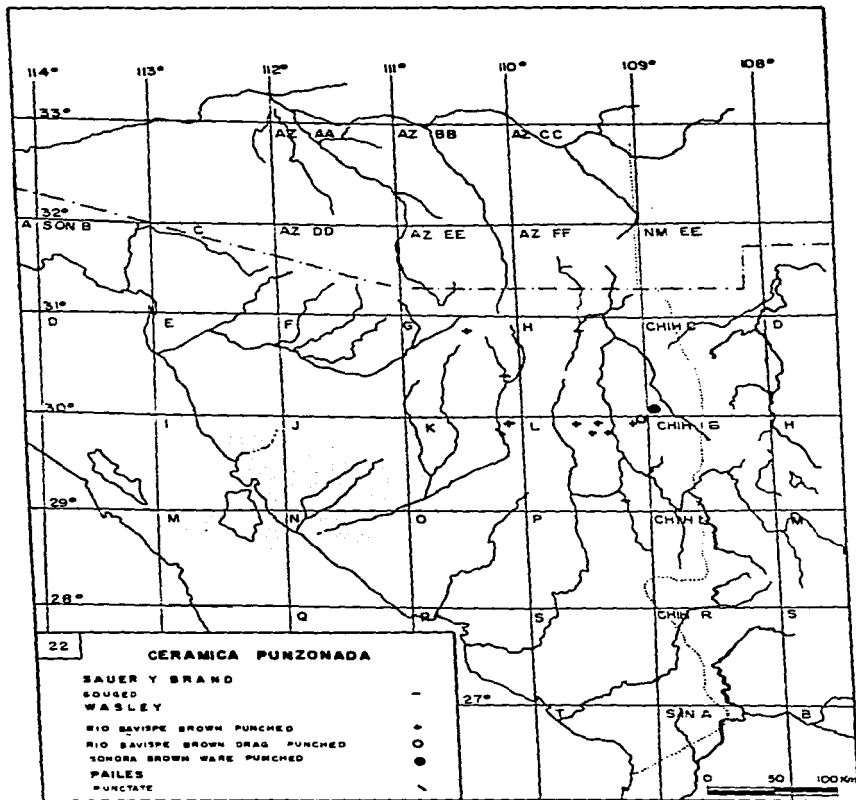 114° 113° 112° 111° 110° 109° 108°
33° AZ AA AZ BB AZ CC
32°
A SON B C AZ DD AZ EE AZ FF NM EE
31°
D E F G H CHIH C D
30°
I J K L CHIH G H
29°
M N O P CHIH L M
28°
Q R S CHIH R S
22
CERAMICA PUNZONADA
SAUER Y BRAND
GOUGED
WASLEY
RIO BAVISPE BROWN PUNCHED
RIO BAVISPE BROWN DRAG PUNCHED
SONORA BROWN WARE PUNCHED
PAILES
PUNCTATE
27°
T SIN A B
0 50 100 Km